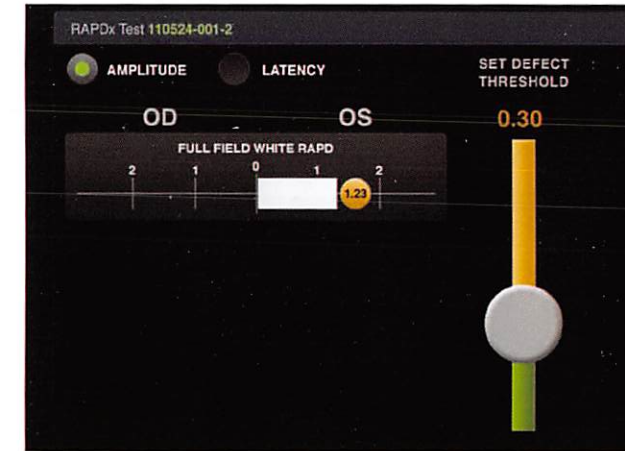 RAPDx Test 110524-001-2
AMPLITUDE LATENCY
SET DEFECT
THRESHOLD
OD OS
0.30
FULL FIELD WHITE RAPD
2 1 0 1 2
1.23